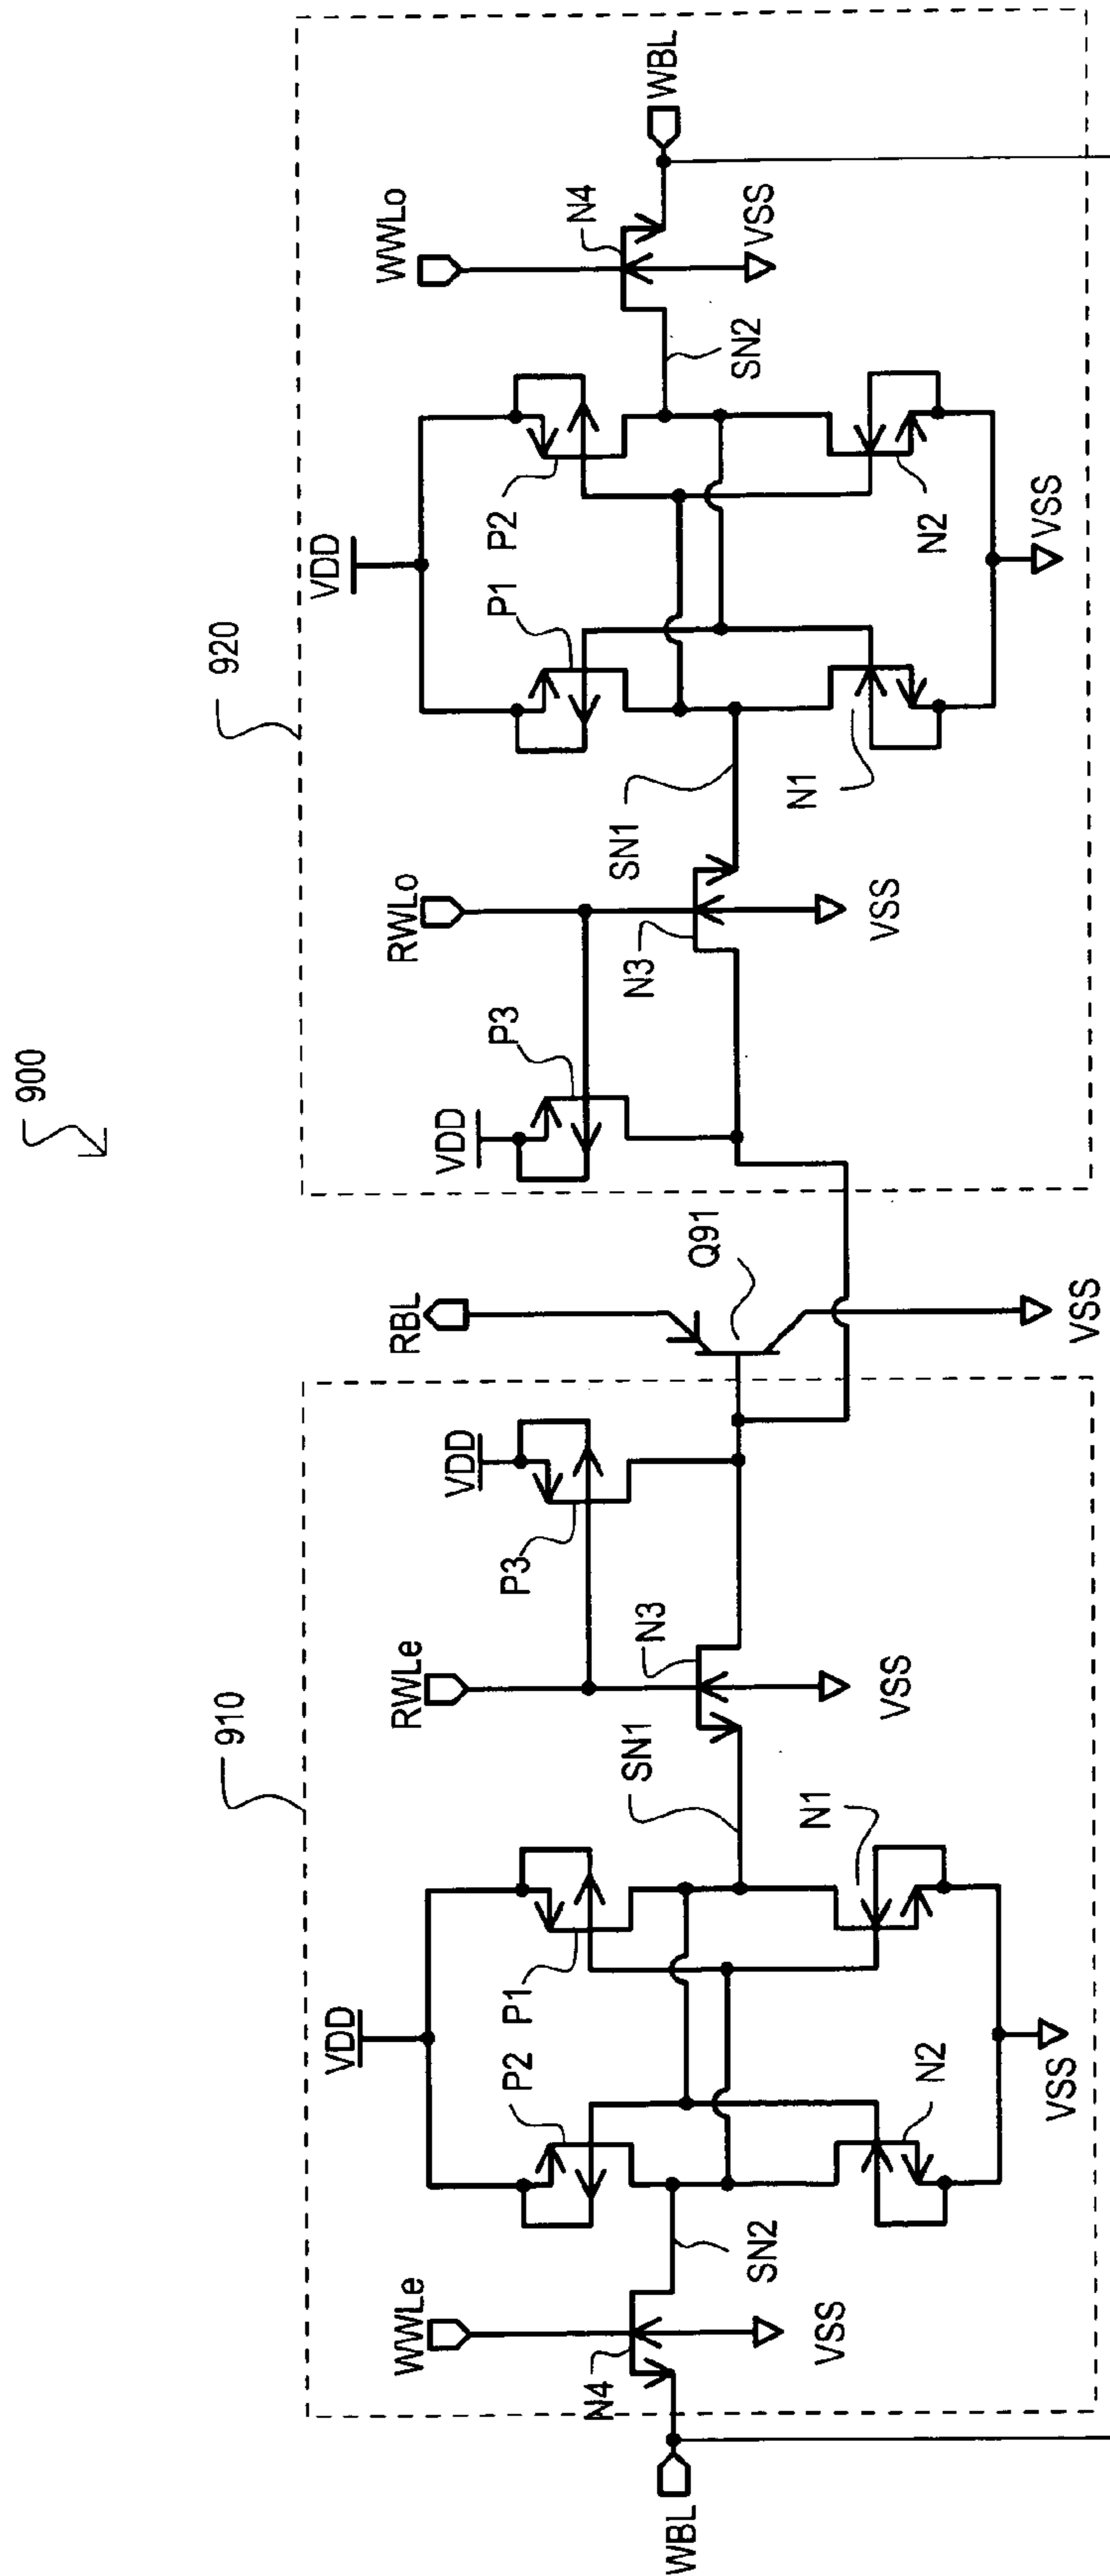 900
910
920
WBL
WWLe
N4
VSS
SN2
VDD
P2
P1
N2
N1
VSS
SN1
RWLe
N3
VSS
P3
VDD
RBL
Q91
VSS
VDD
P3
RWLo
N3
VSS
SN1
VDD
P1
P2
N1
N2
VSS
SN2
WWLo
N4
VSS
WBL